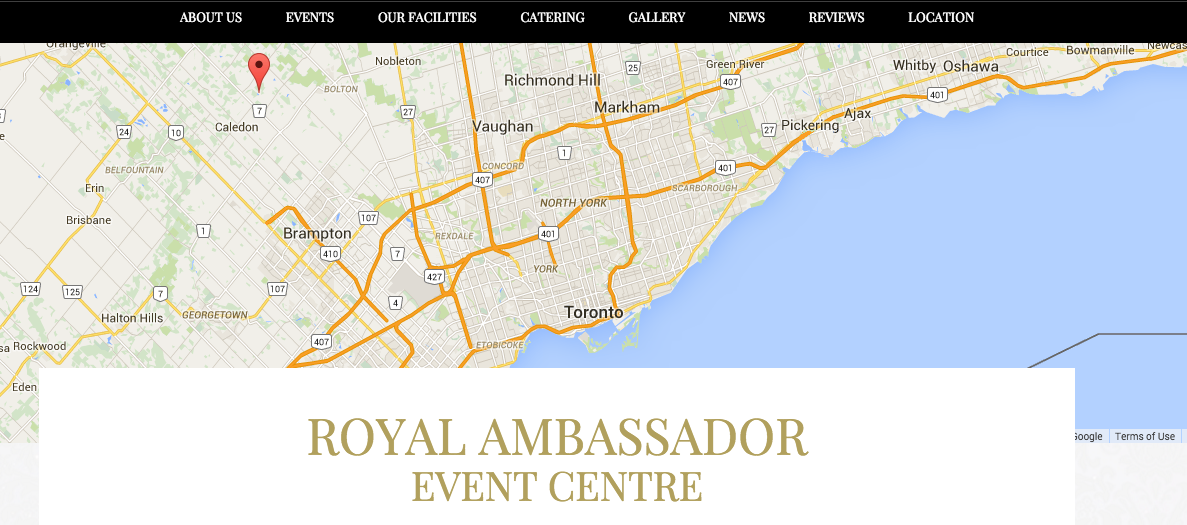 ABOUT US EVENTS OUR FACILITIES CATERING GALLERY NEWS REVIEWS LOCATION
Orangeville Nobleton Green River Courtice Bowmanville
Whitby Oshawa
25
Richmond Hill 407
BOLTON 401
7 27 Markham
Caledon Vaughan Ajax
24 10 27 Pickering
1
BELFOUNTAIN CONCORD 401
407
Erin SCARBOROUGH
NORTH YORK
Brisbane 107
1 Brampton REXDALE 401
410 7
YORK
427
124 125 7 107
4
GEORGETOWN Toronto
Halton Hills
407
Rockwood ETOBICOKE
Eden
ROYAL AMBASSADOR
Google Terms of Use
EVENT CENTRE